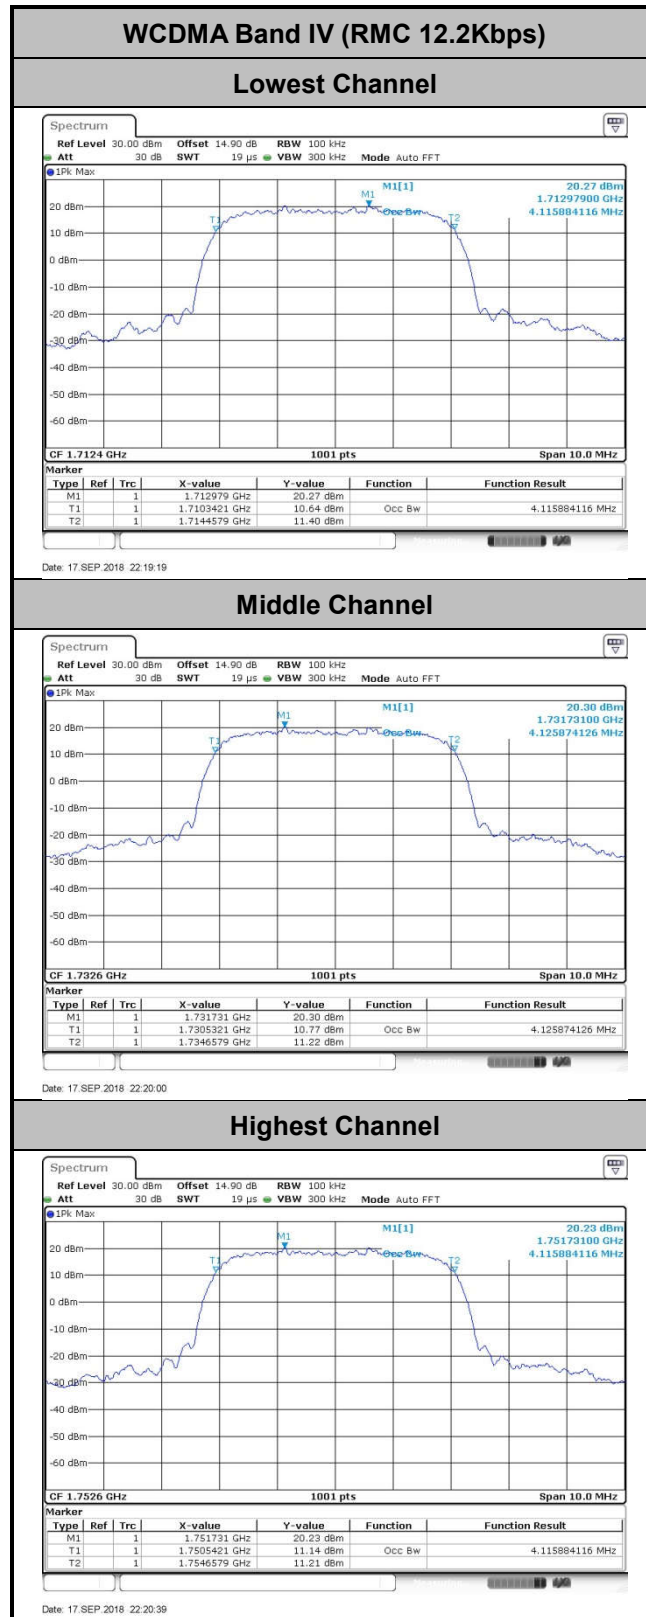 WCDMA Band IV (RMC 12.2Kbps)
Lowest Channel
Spectrum
Ref Level 30.00 dBm Offset 14.90 dB RBW 100 kHz
Att 30 dB SWT 19 µs VBW 300 kHz Mode Auto FFT
1Pk Max
M1[1] 20.27 dBm
1.71297900 GHz
Occ Bw 4.115884116 MHz
M1
T1
T2
20 dBm
10 dBm
0 dBm
-10 dBm
-20 dBm
-30 dBm
-40 dBm
-50 dBm
-60 dBm
CF 1.7124 GHz 1001 pts Span 10.0 MHz
Marker
Type Ref Trc X-value Y-value Function Function Result
M1 1 1.712979 GHz 20.27 dBm
T1 1 1.7103421 GHz 10.64 dBm Occ Bw 4.115884116 MHz
T2 1 1.7144579 GHz 11.40 dBm
Date: 17.SEP.2018 22:19:19
Middle Channel
Spectrum
Ref Level 30.00 dBm Offset 14.90 dB RBW 100 kHz
Att 30 dB SWT 19 µs VBW 300 kHz Mode Auto FFT
1Pk Max
M1[1] 20.30 dBm
1.73173100 GHz
Occ Bw 4.125874126 MHz
M1
T1
T2
20 dBm
10 dBm
0 dBm
-10 dBm
-20 dBm
-30 dBm
-40 dBm
-50 dBm
-60 dBm
CF 1.7326 GHz 1001 pts Span 10.0 MHz
Marker
Type Ref Trc X-value Y-value Function Function Result
M1 1 1.731731 GHz 20.30 dBm
T1 1 1.7305321 GHz 10.77 dBm Occ Bw 4.125874126 MHz
T2 1 1.7346579 GHz 11.22 dBm
Date: 17.SEP.2018 22:20:00
Highest Channel
Spectrum
Ref Level 30.00 dBm Offset 14.90 dB RBW 100 kHz
Att 30 dB SWT 19 µs VBW 300 kHz Mode Auto FFT
1Pk Max
M1[1] 20.23 dBm
1.75173100 GHz
Occ Bw 4.115884116 MHz
M1
T1
T2
20 dBm
10 dBm
0 dBm
-10 dBm
-20 dBm
-30 dBm
-40 dBm
-50 dBm
-60 dBm
CF 1.7526 GHz 1001 pts Span 10.0 MHz
Marker
Type Ref Trc X-value Y-value Function Function Result
M1 1 1.751731 GHz 20.23 dBm
T1 1 1.7505421 GHz 11.14 dBm Occ Bw 4.115884116 MHz
T2 1 1.7546579 GHz 11.21 dBm
Date: 17.SEP.2018 22:20:39